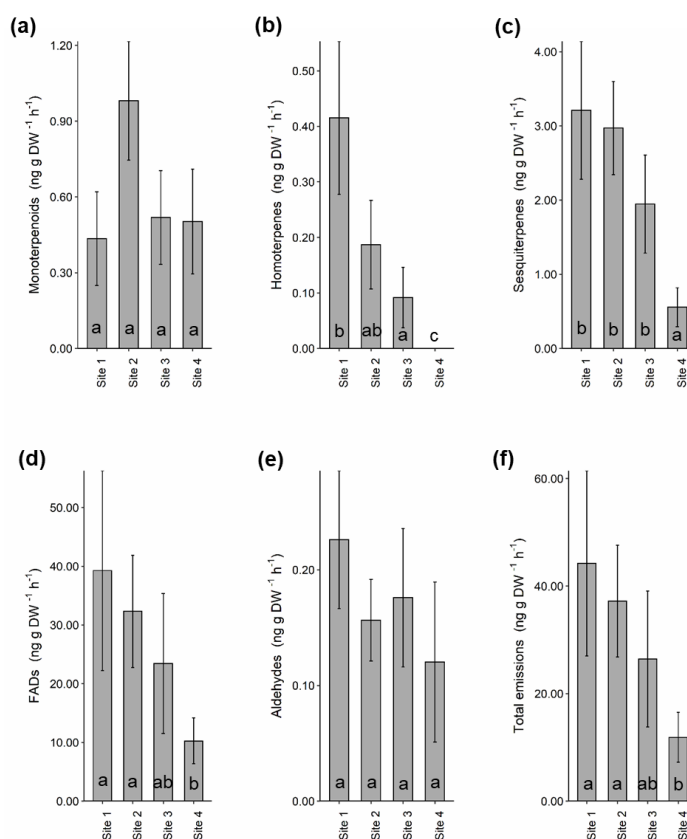 (a)
Monoterpenoids (ng g DW⁻¹ h⁻¹)
1.20
0.90
0.60
0.30
0.00
a
a
a
a
Site 1
Site 2
Site 3
Site 4
(b)
Homoterpenes (ng g DW⁻¹ h⁻¹)
0.50
0.40
0.30
0.20
0.10
0.00
b
ab
a
c
Site 1
Site 2
Site 3
Site 4
(c)
Sesquiterpenes (ng g DW⁻¹ h⁻¹)
4.00
3.00
2.00
1.00
0.00
b
b
b
a
Site 1
Site 2
Site 3
Site 4
(d)
FADs (ng g DW⁻¹ h⁻¹)
50.00
40.00
30.00
20.00
10.00
0.00
a
a
ab
b
Site 1
Site 2
Site 3
Site 4
(e)
Aldehydes (ng g DW⁻¹ h⁻¹)
0.20
0.10
0.00
a
a
a
a
Site 1
Site 2
Site 3
Site 4
(f)
Total emissions (ng g DW⁻¹ h⁻¹)
60.00
40.00
20.00
0.00
a
a
ab
b
Site 1
Site 2
Site 3
Site 4